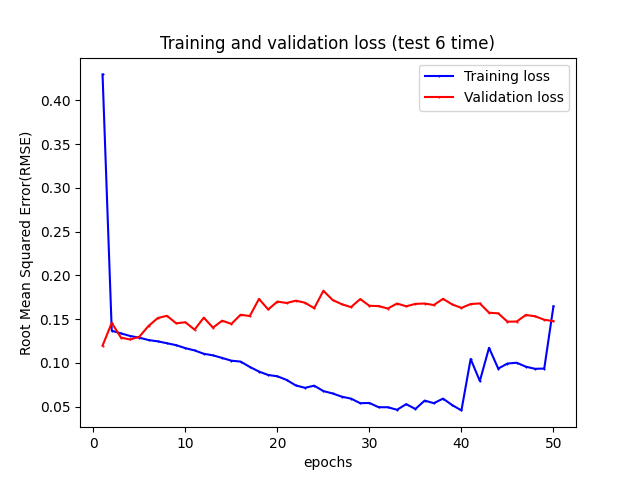 Training and validation loss (test 6 time)
Training loss
Validation loss
Root Mean Squared Error(RMSE)
0.40
0.35
0.30
0.25
0.20
0.15
0.10
0.05
0 10 20 30 40 50
epochs